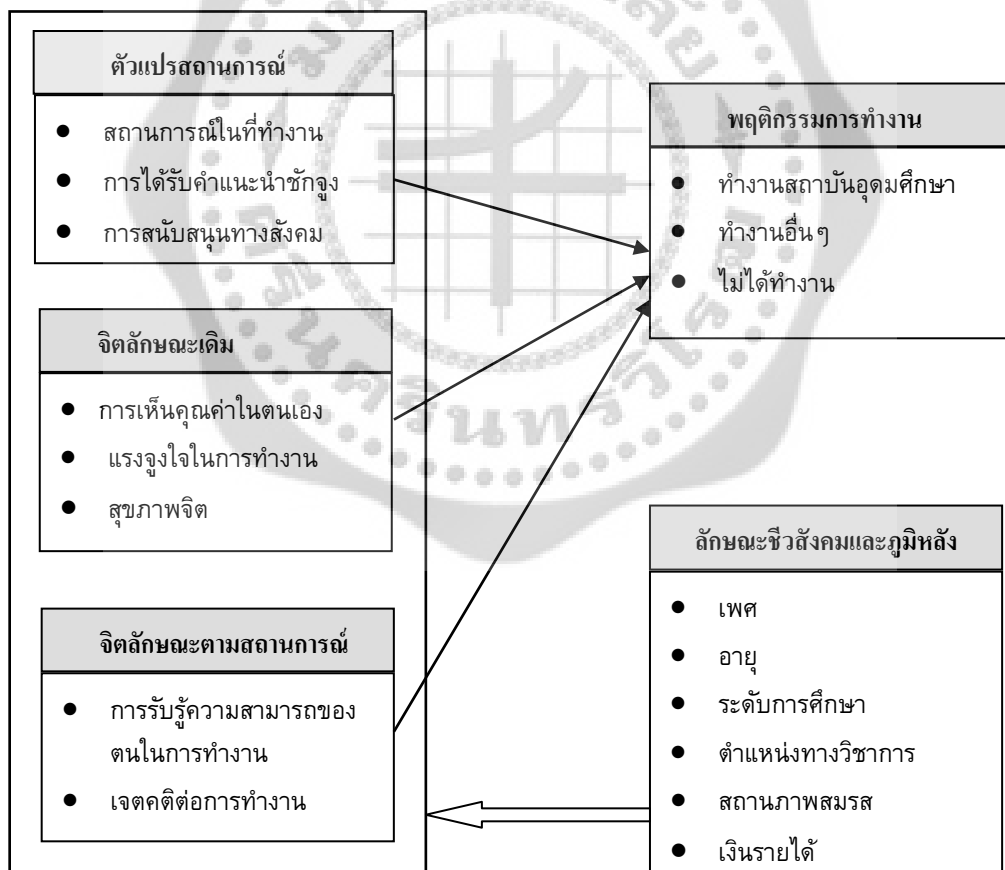 ตัวแปรสถานการณ์
● สถานการณ์ในที่ทำงาน
● การได้รับคำแนะนำชักจูง
● การสนับสนุนทางสังคม
จิตลักษณะเดิม
● การเห็นคุณค่าในตนเอง
● แรงจูงใจในการทำงาน
● สุขภาพจิต
จิตลักษณะตามสถานการณ์
● การรับรู้ความสามารถของ
ตนในการทำงาน
● เจตคติต่อการทำงาน
พฤติกรรมการทำงาน
● ทำงานสถาบันอุดมศึกษา
● ทำงานอื่นๆ
● ไม่ได้ทำงาน
ลักษณะชีวสังคมและภูมิหลัง
● เพศ
● อายุ
● ระดับการศึกษา
● ตำแหน่งทางวิชาการ
● สถานภาพสมรส
● เงินรายได้